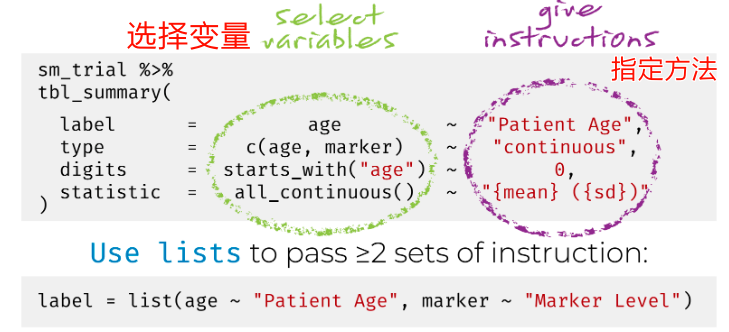 select give
选择变量 variables instructions
sm_trial %>% 指定方法
tbl_summary(
label = age ~ "Patient Age",
type = c(age, marker) ~ "continuous",
digits = starts_with("age") ~ 0,
statistic = all_continuous() ~ "{mean} ({sd})"
)
Use lists to pass ≥2 sets of instruction:
label = list(age ~ "Patient Age", marker ~ "Marker Level")